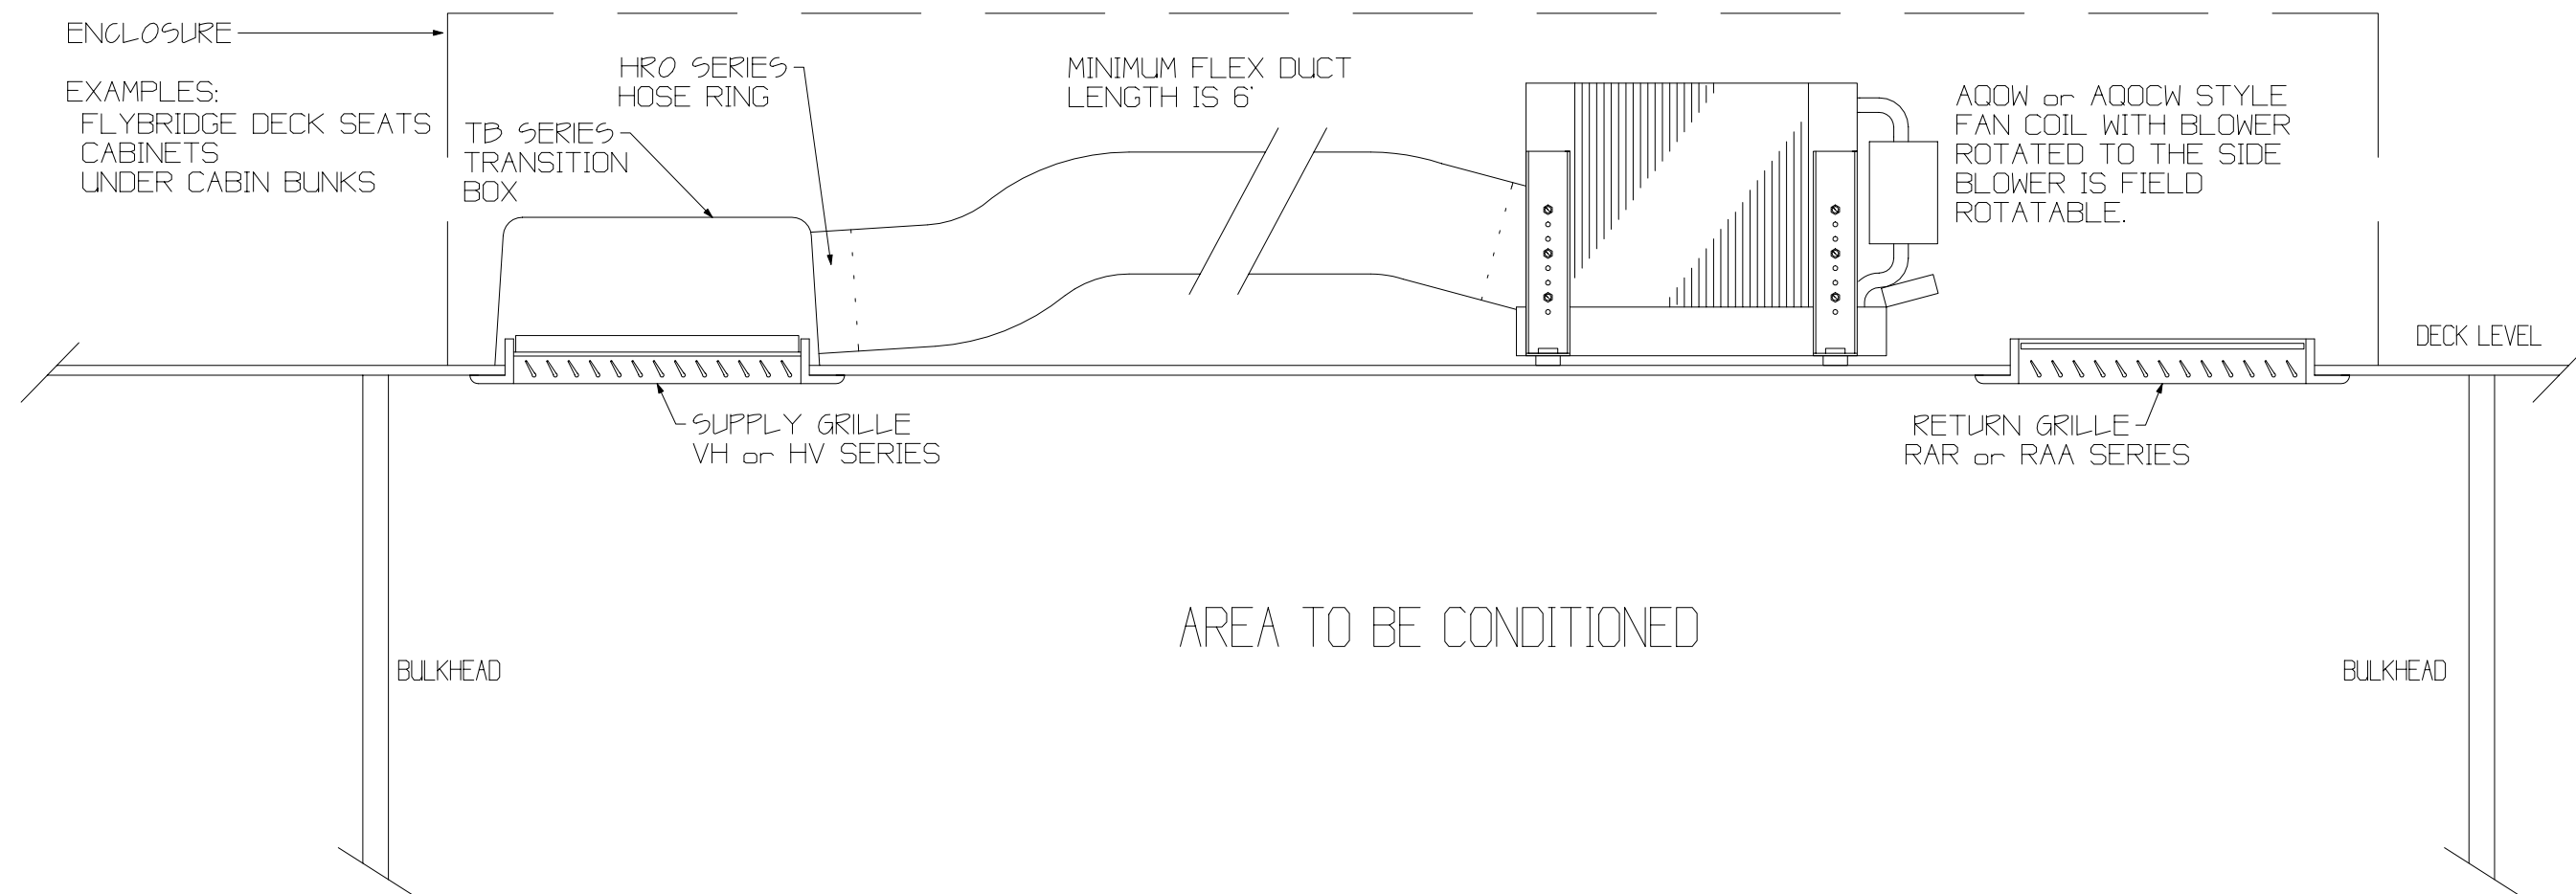 ENCLOSURE
EXAMPLES:
FLYBRIDGE DECK SEATS
CABINETS
UNDER CABIN BUNKS
HRO SERIES
HOSE RING
TB SERIES
TRANSITION
BOX
MINIMUM FLEX DUCT
LENGTH IS 6'
AQOW or AQOCW STYLE
FAN COIL WITH BLOWER
ROTATED TO THE SIDE
BLOWER IS FIELD
ROTATABLE.
DECK LEVEL
SUPPLY GRILLE
VH or HV SERIES
RETURN GRILLE
RAR or RAA SERIES
AREA TO BE CONDITIONED
BULKHEAD
BULKHEAD